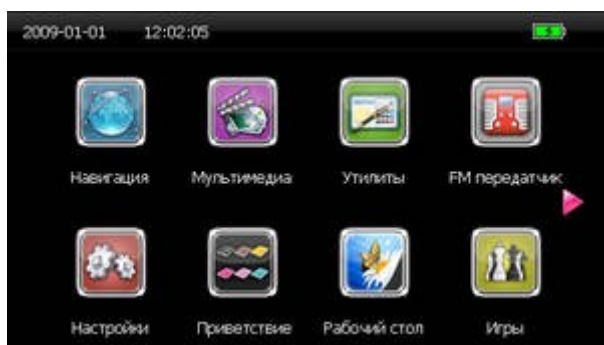 2009-01-01 12:02:05
Навигация Мультимедиа Утилиты FM передатчик
Настройки Приветствие Рабочий стол Игры